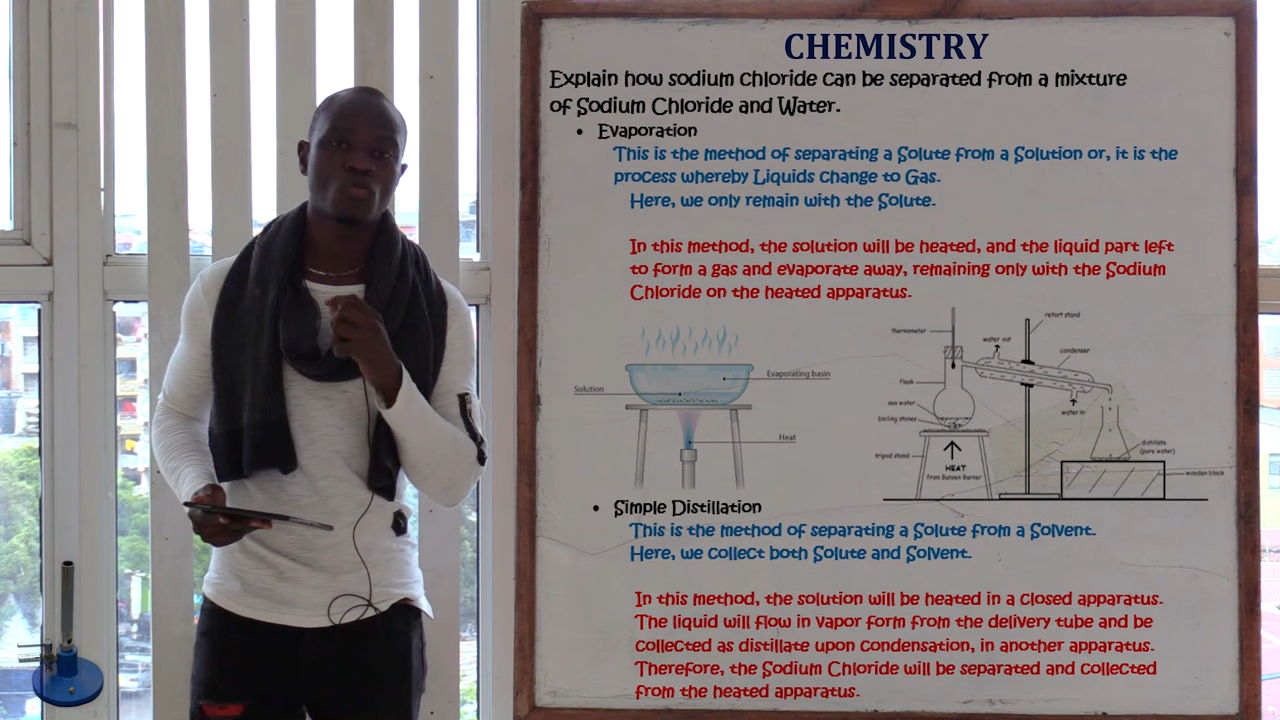 CHEMISTRY
Explain how sodium chloride can be separated from a mixture
of Sodium Chloride and Water.
• Evaporation
This is the method of separating a Solute from a Solution or, it is the
process whereby Liquids change to Gas.
Here, we only remain with the Solute.
In this method, the solution will be heated, and the liquid part left
to form a gas and evaporate away, remaining only with the Sodium
Chloride on the heated apparatus.
Solution
Evaporating basin
Heat
thermometer
retort stand
water out
condenser
flask
sea water
boiling stones
water in
tripod stand
HEAT
from Bunsen Burner
distillate
(pure water)
wooden block
• Simple Distillation
This is the method of separating a Solute from a Solvent.
Here, we collect both Solute and Solvent.
In this method, the solution will be heated in a closed apparatus.
The liquid will flow in vapor form from the delivery tube and be
collected as distillate upon condensation, in another apparatus.
Therefore, the Sodium Chloride will be separated and collected
from the heated apparatus.